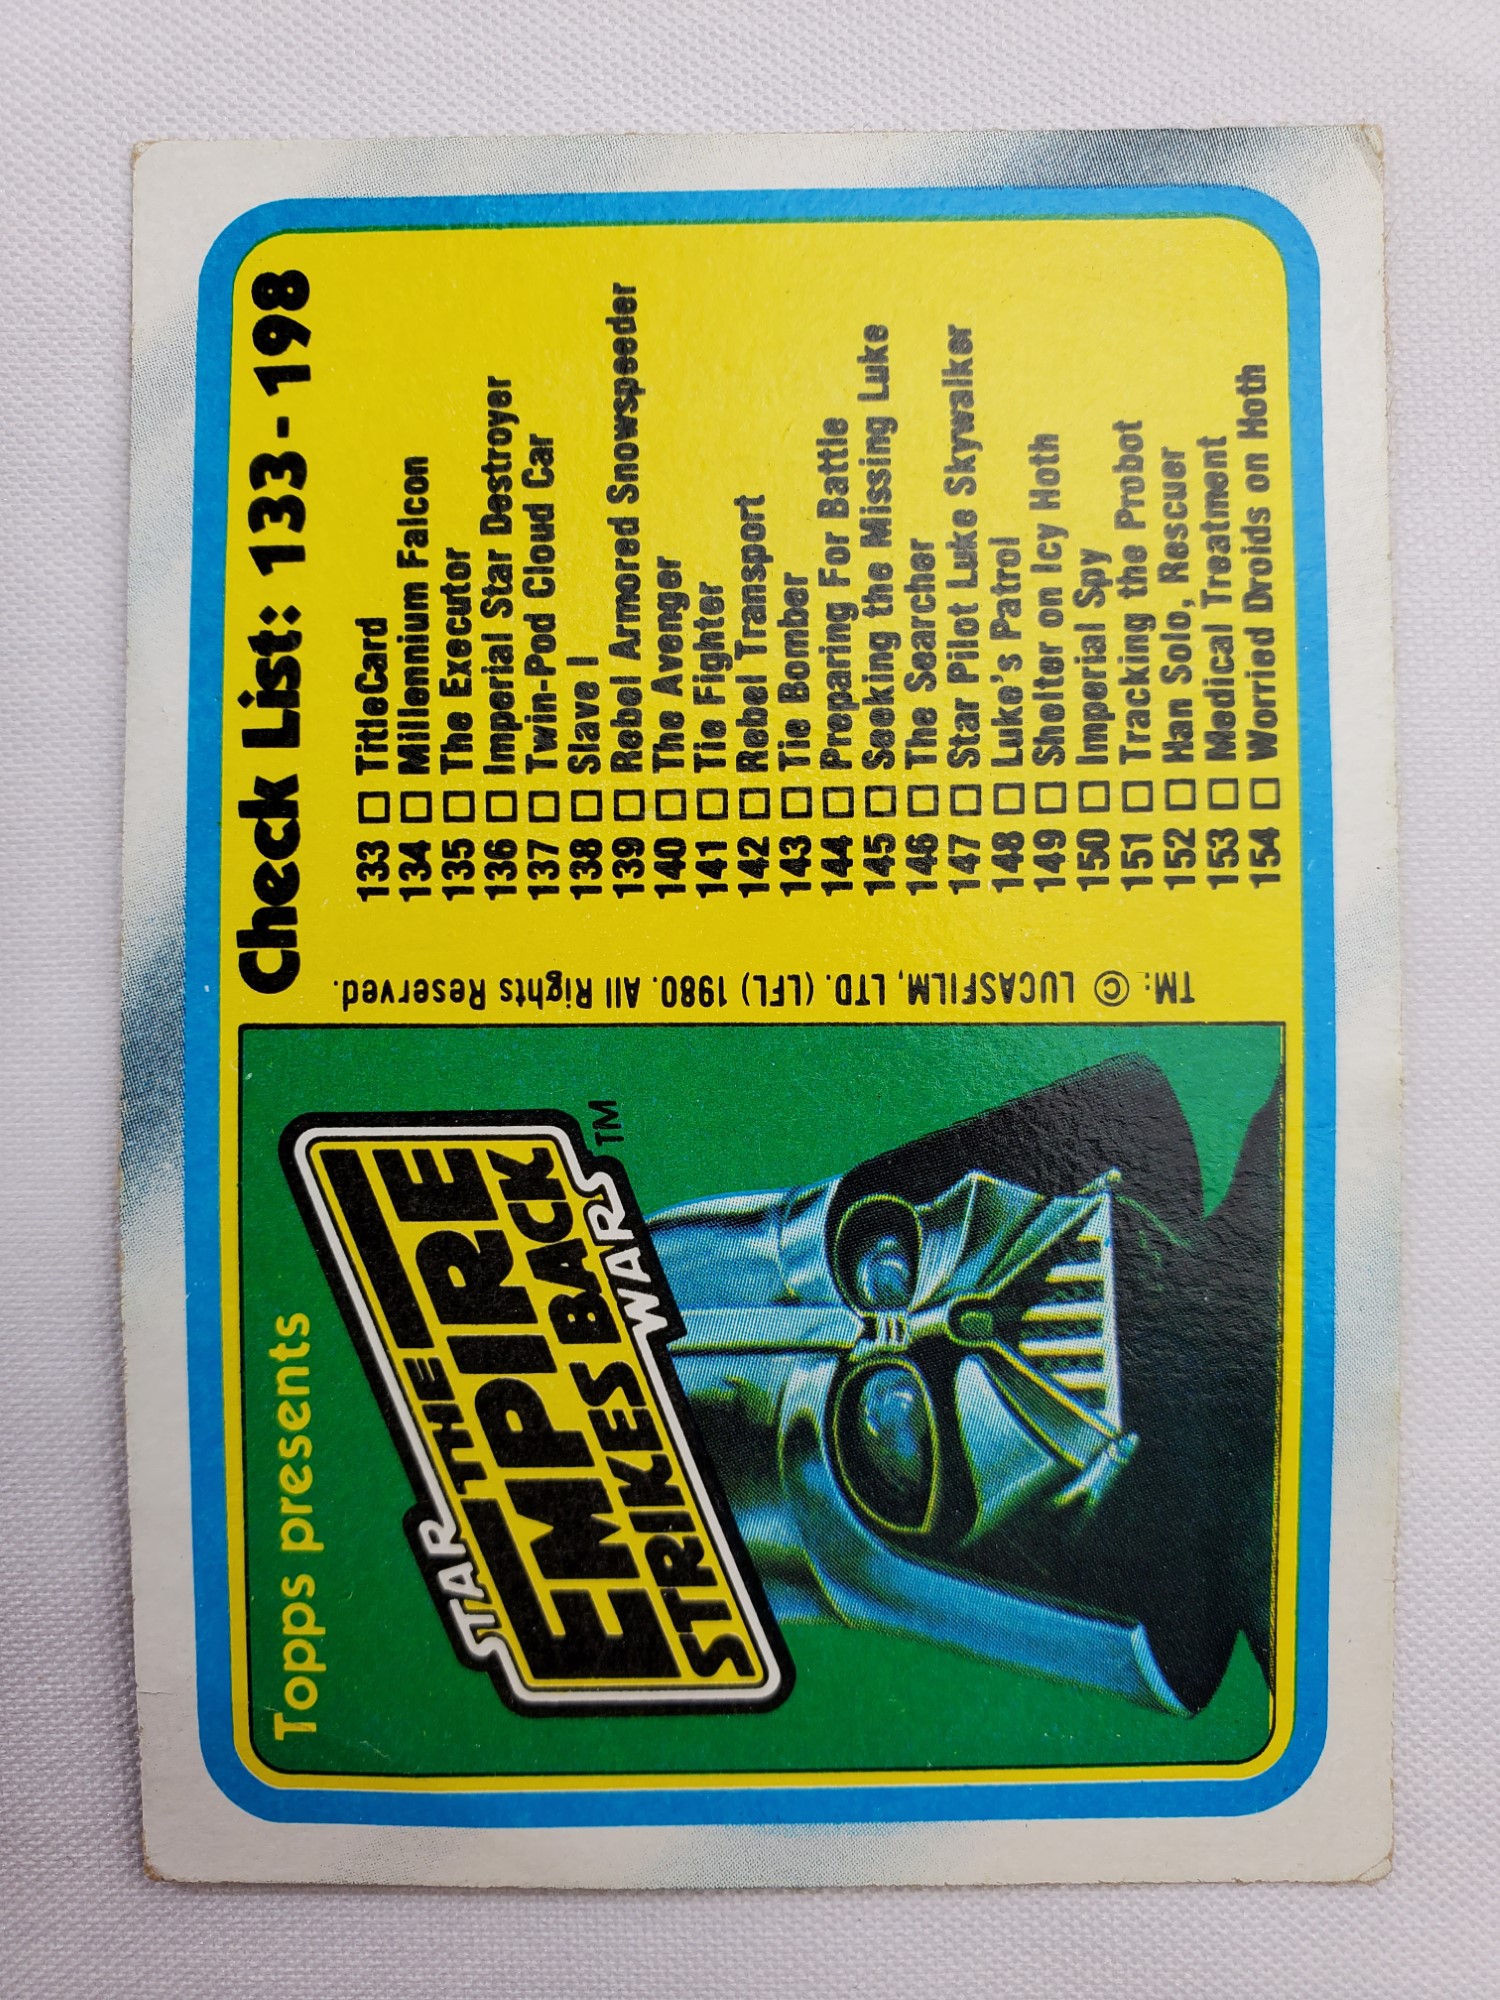 Topps presents
STAR THE
EMPIRE
STRIKES BACK
WARS TM
TM: © LUCASFILM, LTD. (LFL) 1980. All Rights Reserved.
Check List: 133-198
133 □ Title Card
134 □ Millennium Falcon
135 □ The Executor
136 □ Imperial Star Destroyer
137 □ Twin-Pod Cloud Car
138 □ Slave I
139 □ Rebel Armored Snowspeeder
140 □ The Avenger
141 □ Tie Fighter
142 □ Rebel Transport
143 □ Tie Bomber
144 □ Preparing For Battle
145 □ Seeking the Missing Luke
146 □ The Searcher
147 □ Star Pilot Luke Skywalker
148 □ Luke's Patrol
149 □ Shelter on Icy Hoth
150 □ Imperial Spy
151 □ Tracking the Probot
152 □ Han Solo, Rescuer
153 □ Medical Treatment
154 □ Worried Droids on Hoth